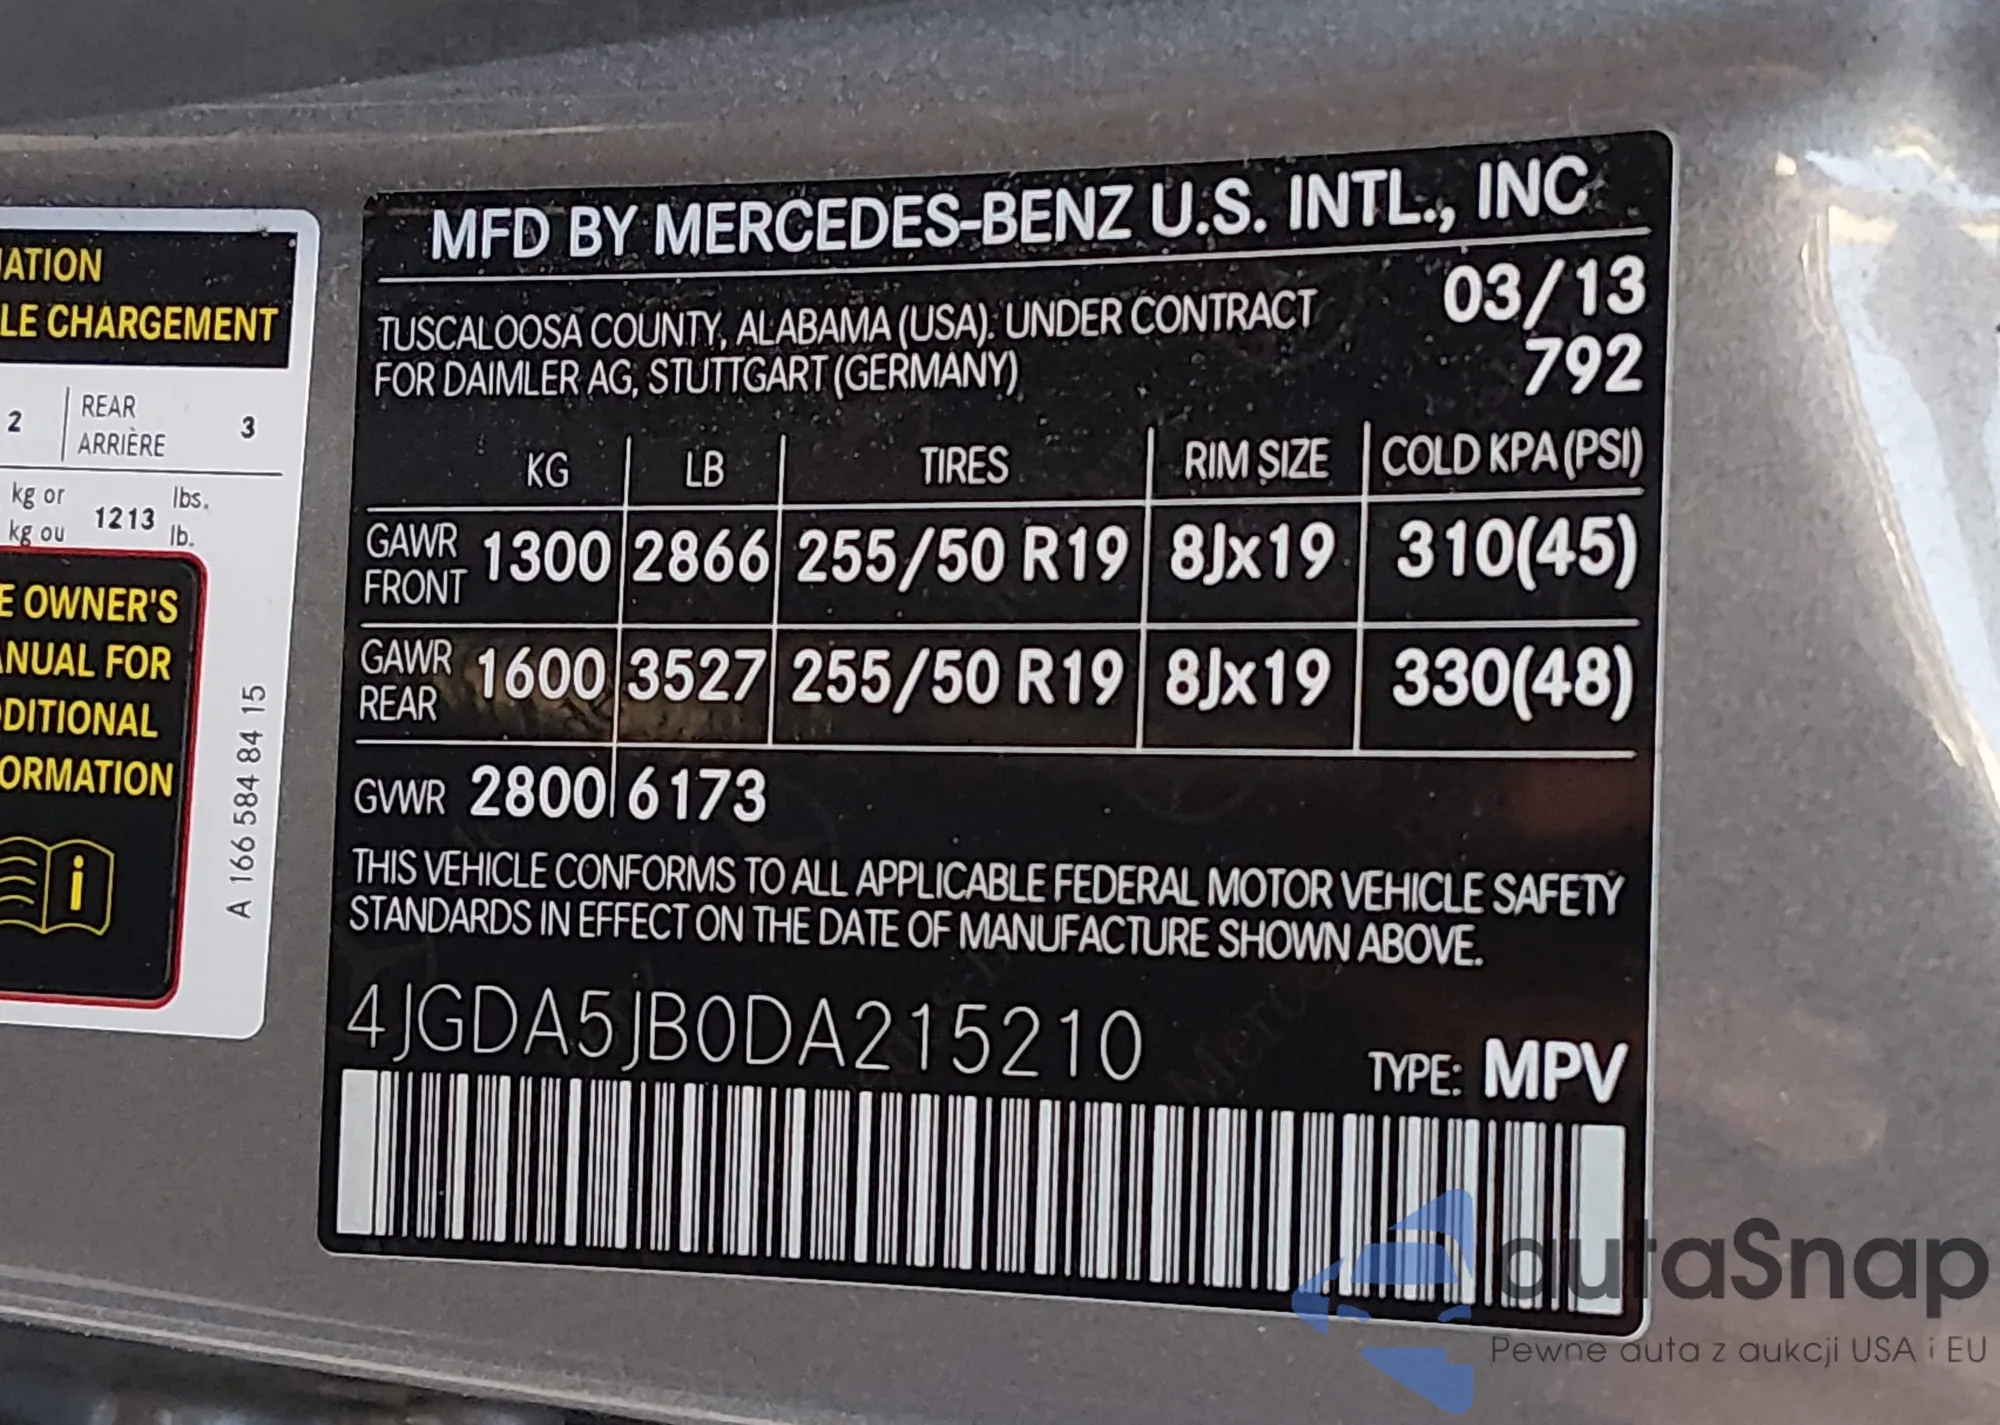 IATION
LE CHARGEMENT
2 REAR 3
ARRIÈRE
kg or 1213 lbs.
kg ou lb.
E OWNER'S
ANUAL FOR
DDITIONAL
ORMATION
A 166 584 84 15
MFD BY MERCEDES-BENZ U.S. INTL., INC
03/13
TUSCALOOSA COUNTY, ALABAMA (USA). UNDER CONTRACT
FOR DAIMLER AG, STUTTGART (GERMANY)
792
KG LB TIRES RIM SIZE COLD KPA (PSI)
GAWR FRONT 1300 2866 255/50 R19 8Jx19 310(45)
GAWR REAR 1600 3527 255/50 R19 8Jx19 330(48)
GVWR 2800 6173
THIS VEHICLE CONFORMS TO ALL APPLICABLE FEDERAL MOTOR VEHICLE SAFETY
STANDARDS IN EFFECT ON THE DATE OF MANUFACTURE SHOWN ABOVE.
4JGDA5JB0DA215210
TYPE: MPV
autaSnap
Pewne auta z aukcji USA i EU